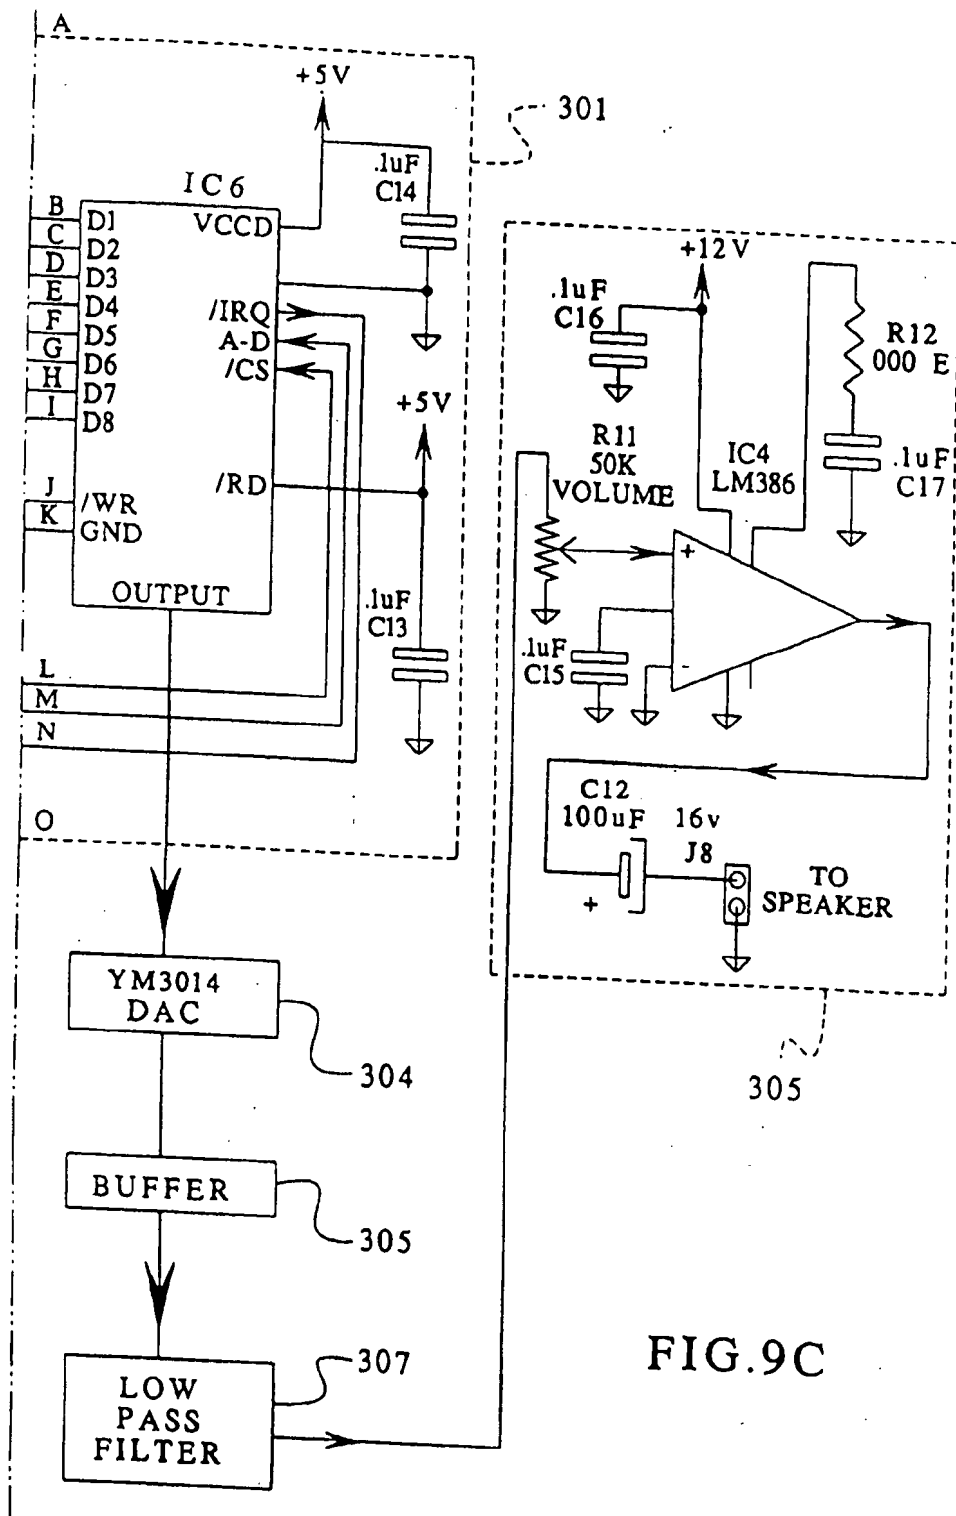 A
+5V
301
.1uF
C14
IC6
VCCD
B
C
D
E
F
G
H
I
D1
D2
D3
D4
D5
D6
D7
D8
/IRQ
A-D
/CS
+5V
/RD
J
K
/WR
GND
OUTPUT
.1uF
C13
L
M
N
O
+12V
.1uF
C16
R12
000 E
R11
50K
VOLUME
IC4
LM386
.1uF
C17
+
-
.1uF
C15
C12
100uF
16v
J8
+
TO
SPEAKER
305
YM3014
DAC
304
BUFFER
305
307
LOW
PASS
FILTER
FIG.9C